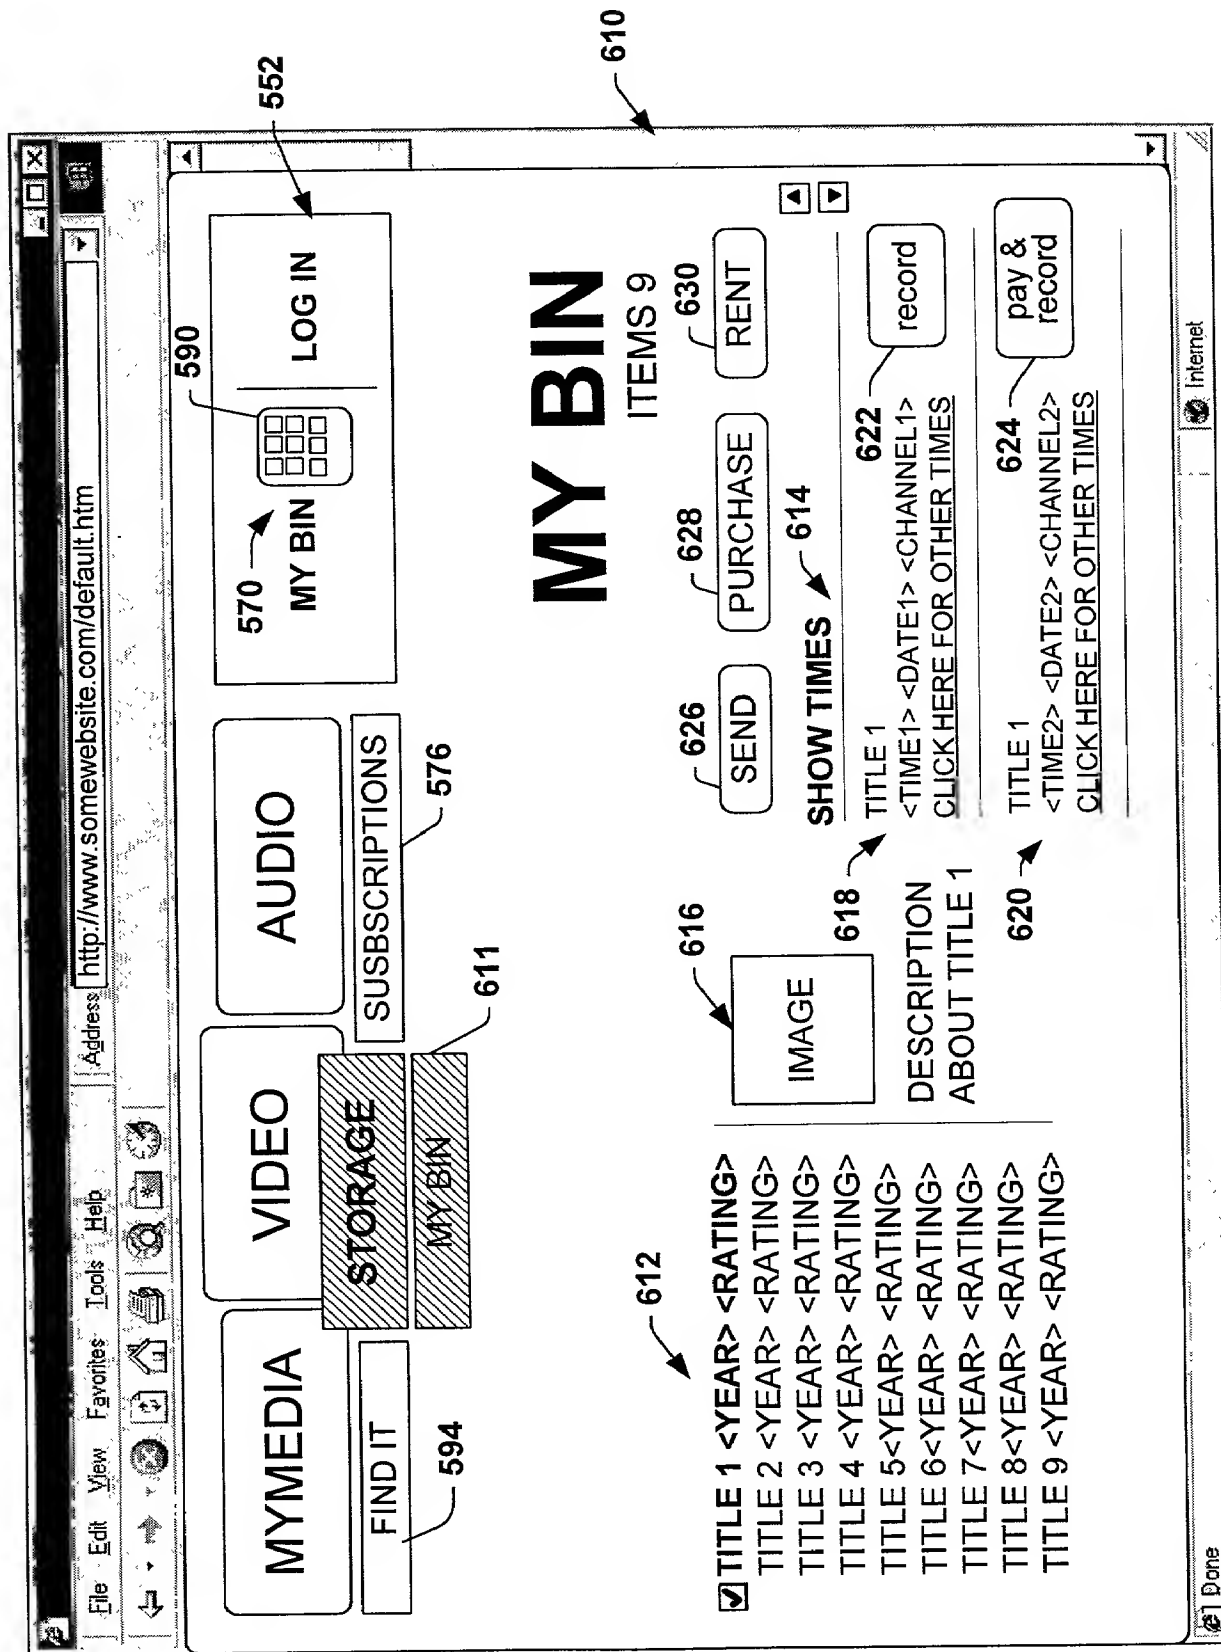 File Edit View Favorites Tools Help
Address http://www.somewebsite.com/default.htm
MYMEDIA
VIDEO
AUDIO
FIND IT
STORAGE
SUSBSCRIPTIONS
MY BIN
594
611
576
570
590
552
MY BIN
LOG IN
610
MY BIN
ITEMS 9
612
TITLE 1 <YEAR> <RATING>
TITLE 2 <YEAR> <RATING>
TITLE 3 <YEAR> <RATING>
TITLE 4 <YEAR> <RATING>
TITLE 5<YEAR> <RATING>
TITLE 6<YEAR> <RATING>
TITLE 7<YEAR> <RATING>
TITLE 8<YEAR> <RATING>
TITLE 9 <YEAR> <RATING>
616
IMAGE
DESCRIPTION
ABOUT TITLE 1
626
628
630
SEND
PURCHASE
RENT
SHOW TIMES
614
618
TITLE 1
<TIME1> <DATE1> <CHANNEL1>
CLICK HERE FOR OTHER TIMES
622
record
620
TITLE 1
<TIME2> <DATE2> <CHANNEL2>
CLICK HERE FOR OTHER TIMES
624
pay &
record
Done
Internet